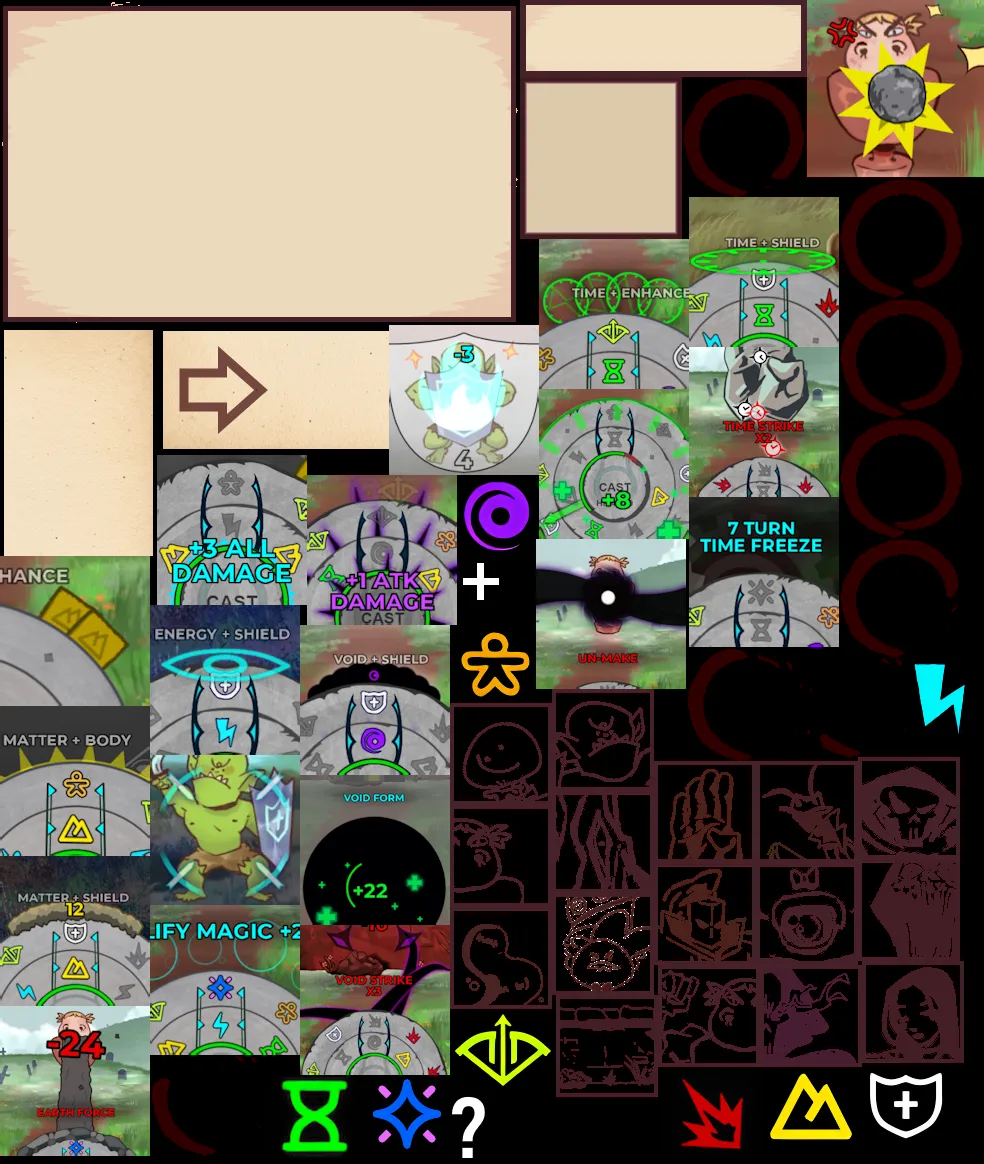 TIME + SHIELD
TIME + ENHANCE
-3
4
TIME STRIKE
X2
CAST
+8
+3 ALL
DAMAGE
CAST
+1 ATK
DAMAGE
CAST
7 TURN
TIME FREEZE
+
UN-MAKE
HANCE
ENERGY + SHIELD
VOID + SHIELD
MATTER + BODY
VOID FORM
+22
MATTER + SHIELD
12
LIFY MAGIC +2
VOID STRIKE
X3
-24
EARTH FORCE
?